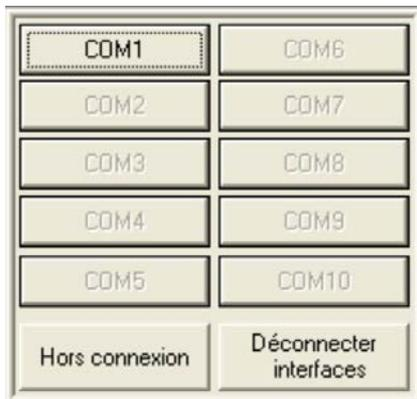 COM1
COM6
COM2
COM7
COM3
COM8
COM4
COM9
COM5
COM10
Hors connexion
Déconnecter
interfaces